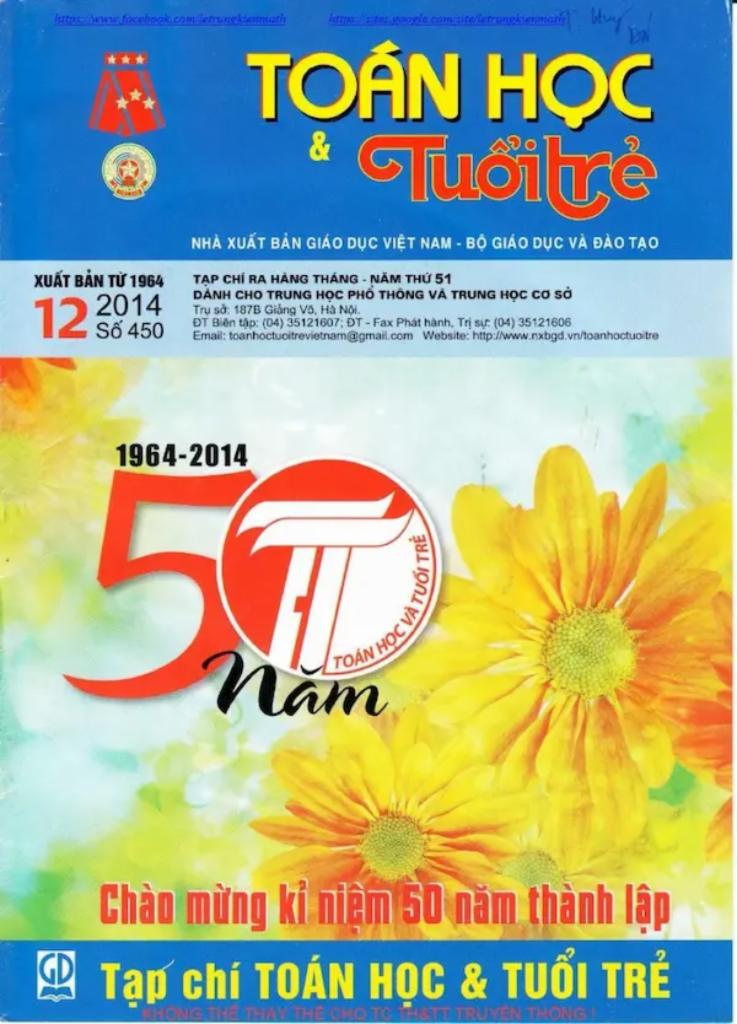 https://www.facebook.com/letrungkienmath https://sites.google.com/site/letrungkienmath
TOÁN HỌC
& Tuổi trẻ
NHÀ XUẤT BẢN GIÁO DỤC VIỆT NAM - BỘ GIÁO DỤC VÀ ĐÀO TẠO
XUẤT BẢN TỪ 1964
12 2014
Số 450
TẠP CHÍ RA HÀNG THÁNG - NĂM THỨ 51
DÀNH CHO TRUNG HỌC PHỔ THÔNG VÀ TRUNG HỌC CƠ SỞ
Trụ sở: 187B Giảng Võ, Hà Nội.
ĐT Biên tập: (04) 35121607; ĐT - Fax Phát hành, Trị sự: (04) 35121606
Email: toanhoctuoitrevietnam@gmail.com Website: http://www.nxbgd.vn/toanhoctuoitre
1964-2014
50
TOÁN HỌC VÀ TUỔI TRẺ
Năm
Chào mừng kỉ niệm 50 năm thành lập
GD
Tạp chí TOÁN HỌC & TUỔI TRẺ
KHÔNG THỂ THAY THẾ CHO TC TH&TT TRUYỀN THỐNG !